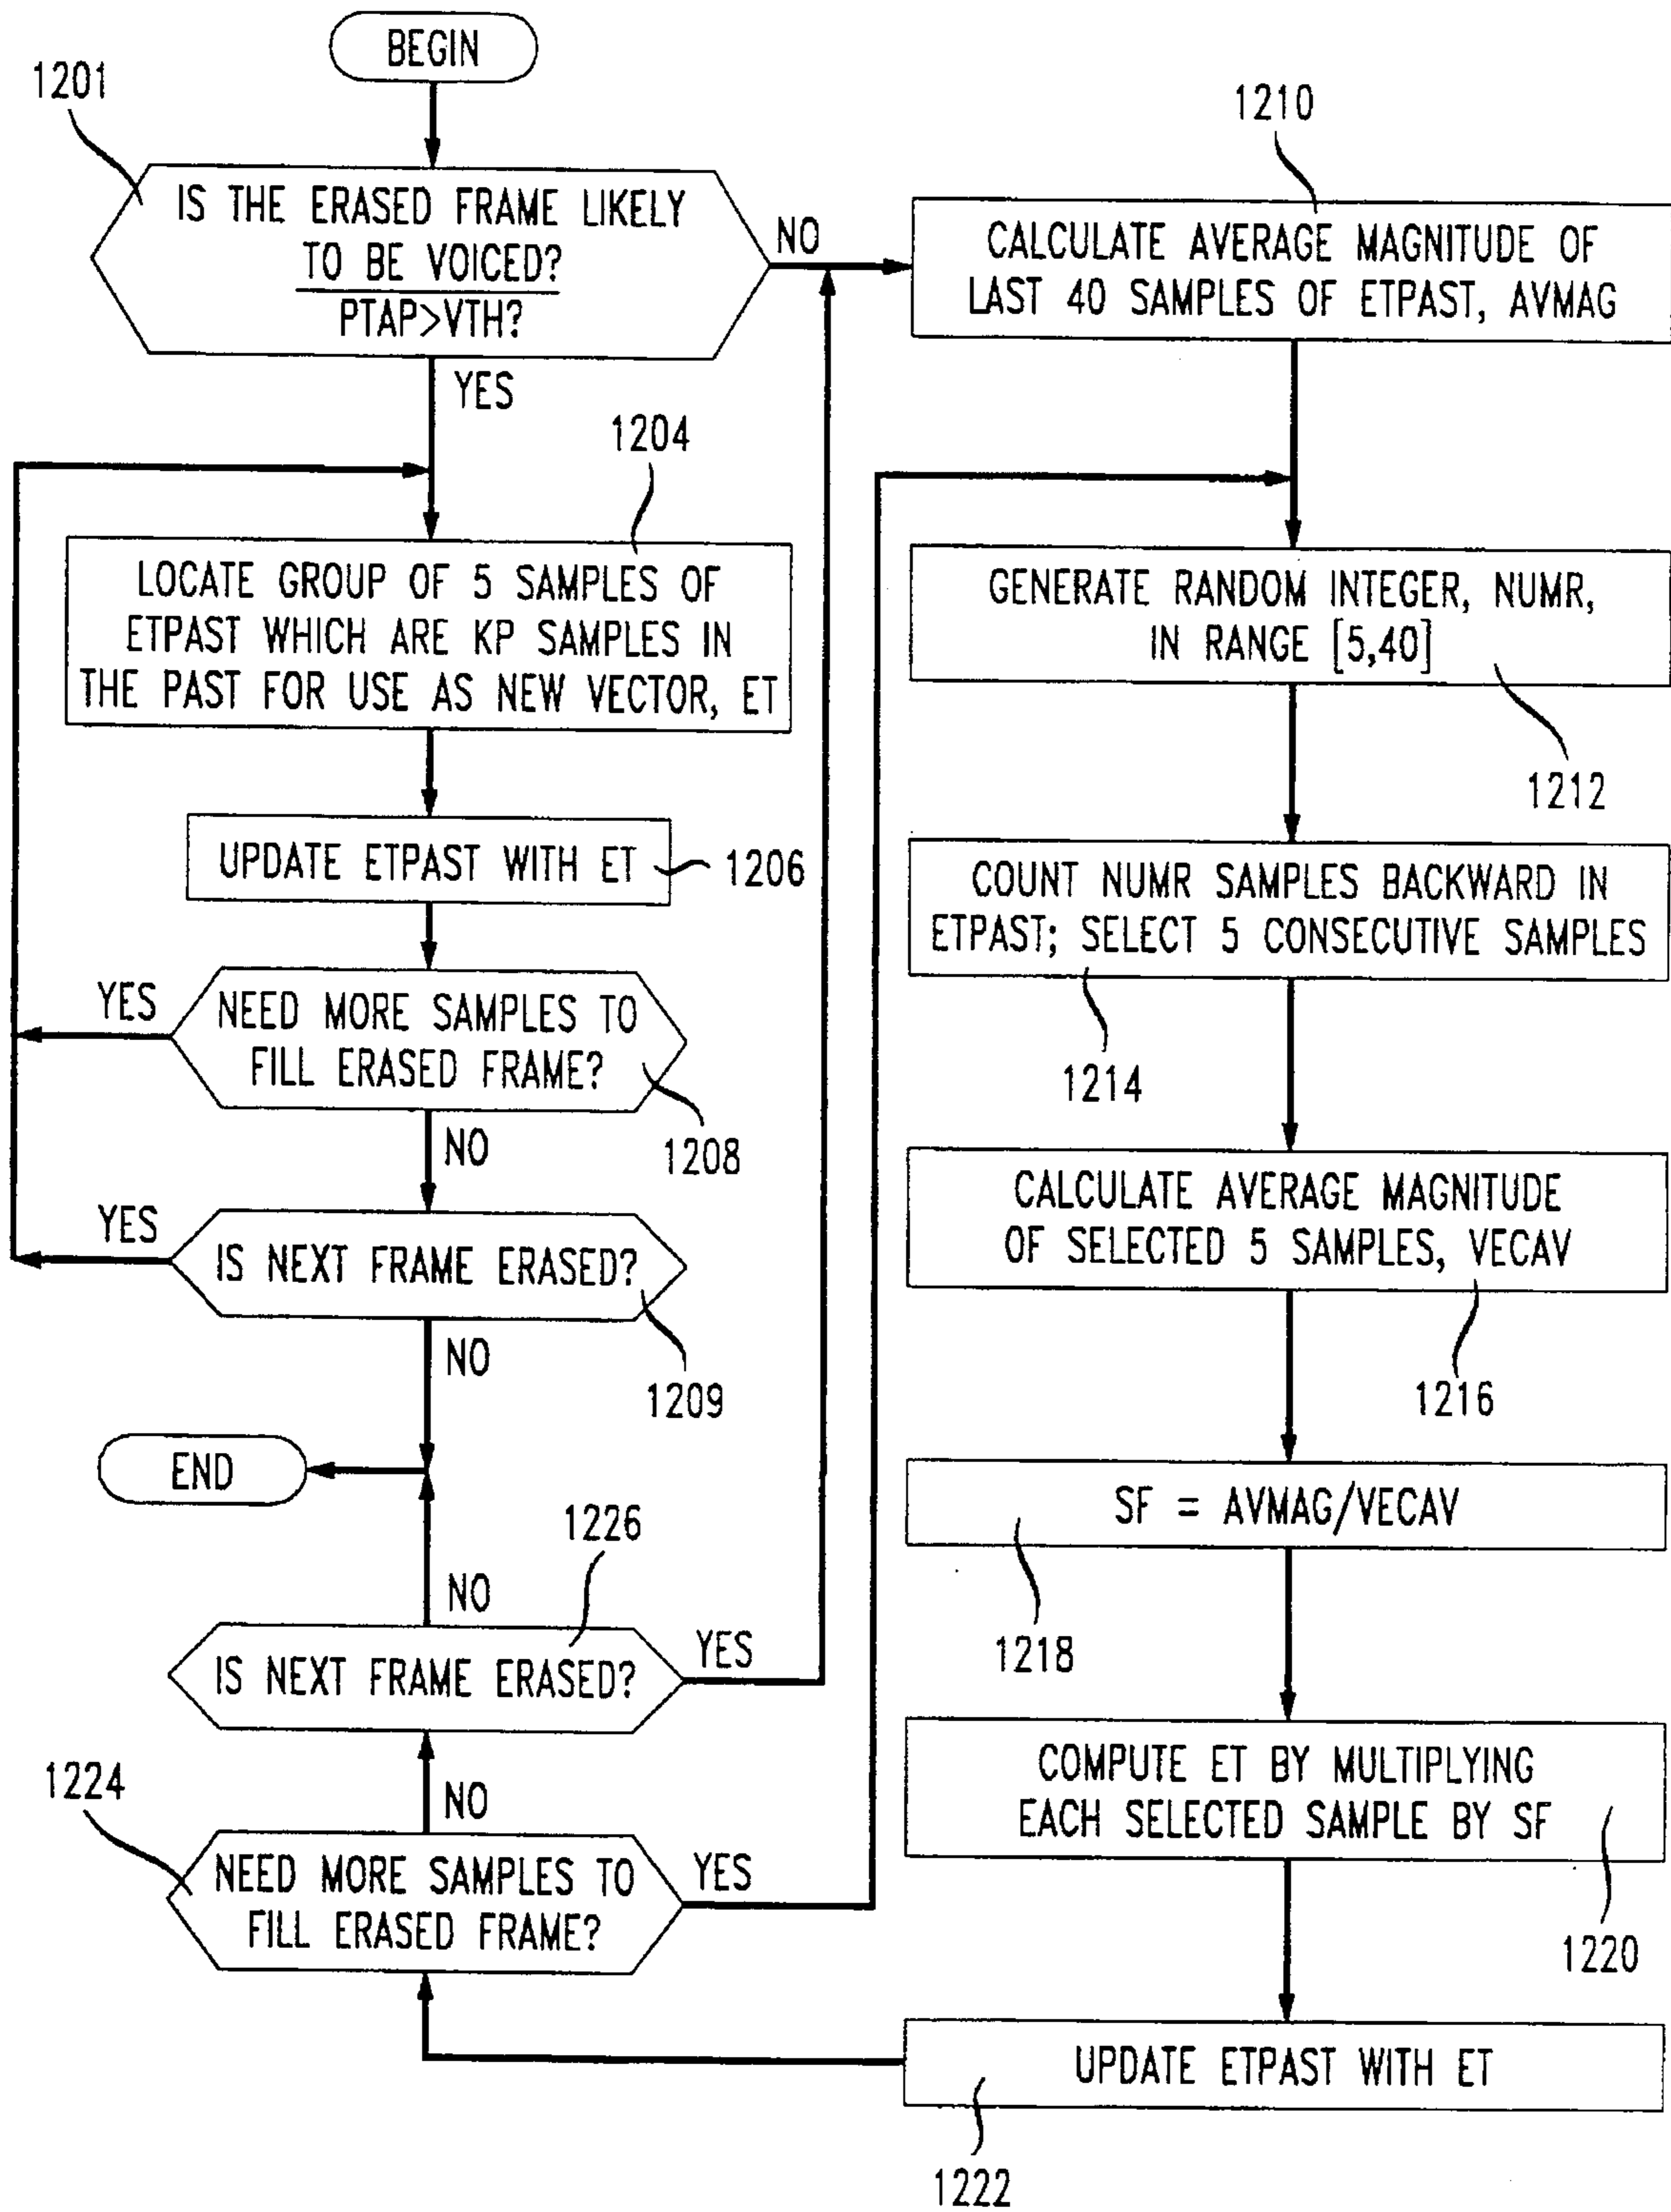 BEGIN
1201
IS THE ERASED FRAME LIKELY
TO BE VOICED?
PTAP>VTH?
NO
YES
1204
LOCATE GROUP OF 5 SAMPLES OF
ETPAST WHICH ARE KP SAMPLES IN
THE PAST FOR USE AS NEW VECTOR, ET
UPDATE ETPAST WITH ET
1206
YES
NEED MORE SAMPLES TO
FILL ERASED FRAME?
1208
NO
YES
IS NEXT FRAME ERASED?
1209
NO
END
1210
CALCULATE AVERAGE MAGNITUDE OF
LAST 40 SAMPLES OF ETPAST, AVMAG
GENERATE RANDOM INTEGER, NUMR,
IN RANGE [5,40]
1212
COUNT NUMR SAMPLES BACKWARD IN
ETPAST; SELECT 5 CONSECUTIVE SAMPLES
1214
CALCULATE AVERAGE MAGNITUDE
OF SELECTED 5 SAMPLES, VECAV
1216
SF = AVMAG/VECAV
1218
COMPUTE ET BY MULTIPLYING
EACH SELECTED SAMPLE BY SF
1220
UPDATE ETPAST WITH ET
1222
1224
NEED MORE SAMPLES TO
FILL ERASED FRAME?
YES
NO
1226
IS NEXT FRAME ERASED?
YES
NO